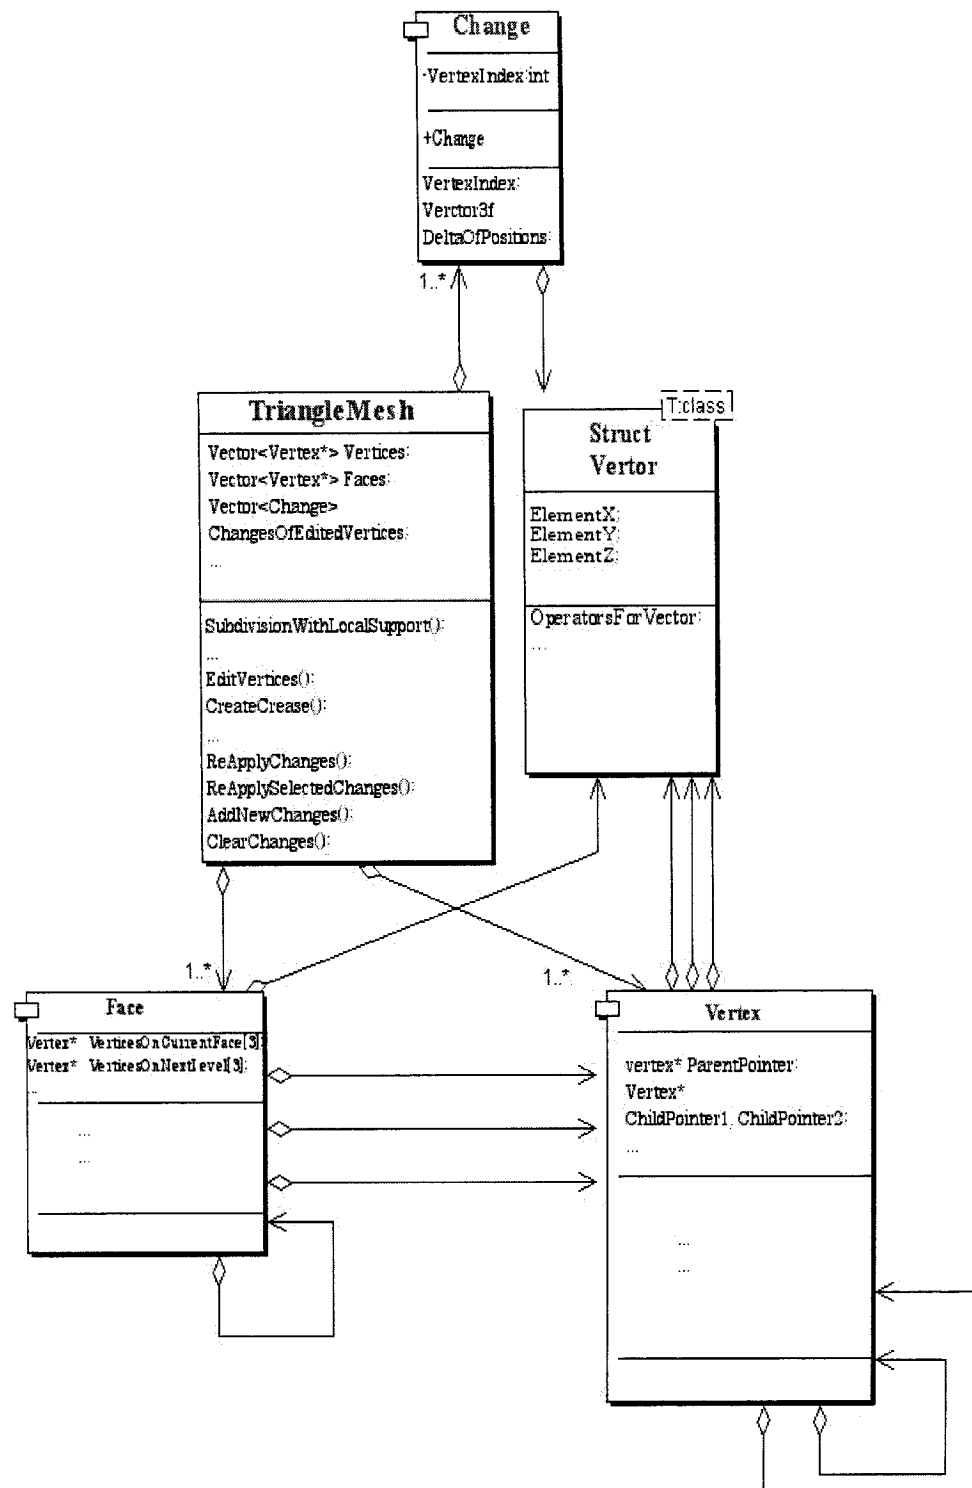 Change
-VertexIndex:int
+Change
VertexIndex:
Verctor3f
DeltaOfPositions:
1..*
TriangleMesh
Vector<Vertex*> Vertices:
Vector<Vertex*> Faces:
Vector<Change>
ChangesOfEditedVertices:
...
SubdivisionWithLocalSupport():
...
EditVertices():
CreateCrease():
...
ReApplyChanges():
ReApplySelectedChanges():
AddNewChanges():
ClearChanges():
T:class
Struct
Vertor
ElementX:
ElementY:
ElementZ:
OperatorsForVector:
...
1..*
1..*
Face
Vertex* VerticesOnCurrentFace[3]:
Vertex* VerticesOnNextLevel[3]:
...
...
...
Vertex
vertex* ParentPointer:
Vertex*
ChildPointer1, ChildPointer2:
...
...
...